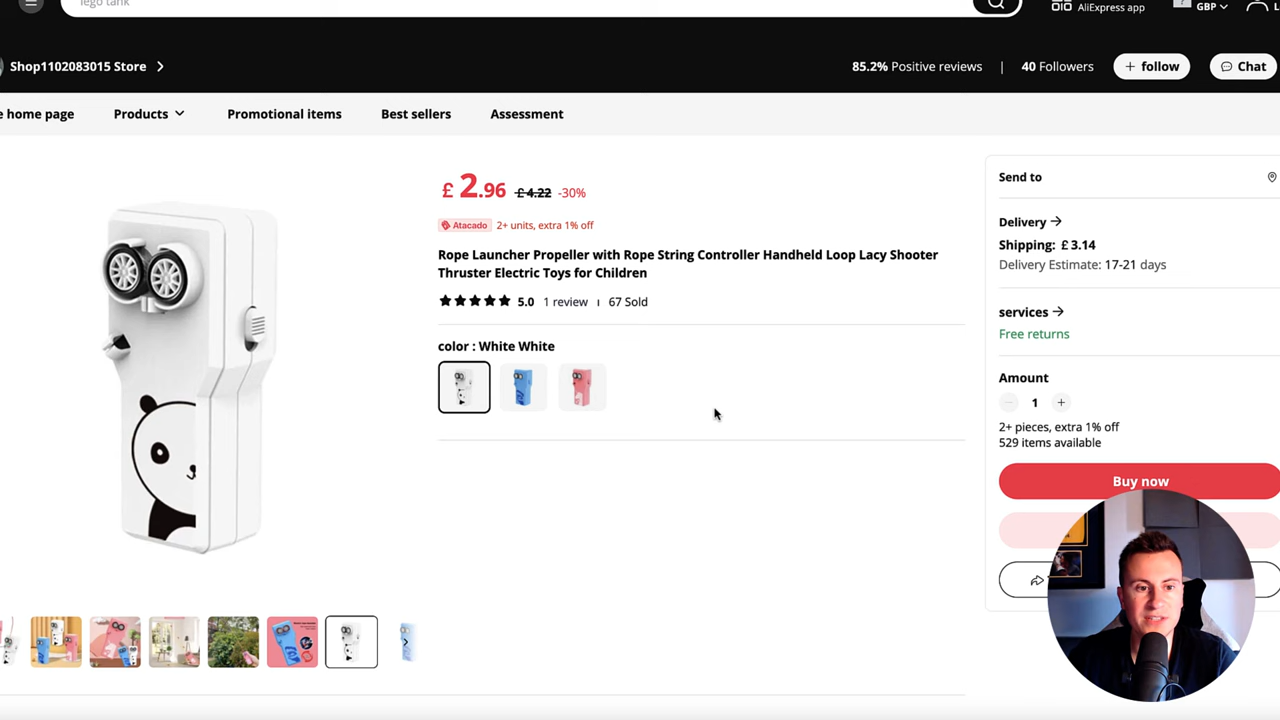 lego tank
AliExpress app
GBP
Shop1102083015 Store
85.2% Positive reviews | 40 Followers
+ follow
Chat
e home page
Products
Promotional items
Best sellers
Assessment
£ 2.96 £ 4.22 -30%
Atacado 2+ units, extra 1% off
Rope Launcher Propeller with Rope String Controller Handheld Loop Lacy Shooter
Thruster Electric Toys for Children
5.0 1 review 67 Sold
color : White White
Send to
Delivery
Shipping: £ 3.14
Delivery Estimate: 17-21 days
services
Free returns
Amount
1
2+ pieces, extra 1% off
529 items available
Buy now